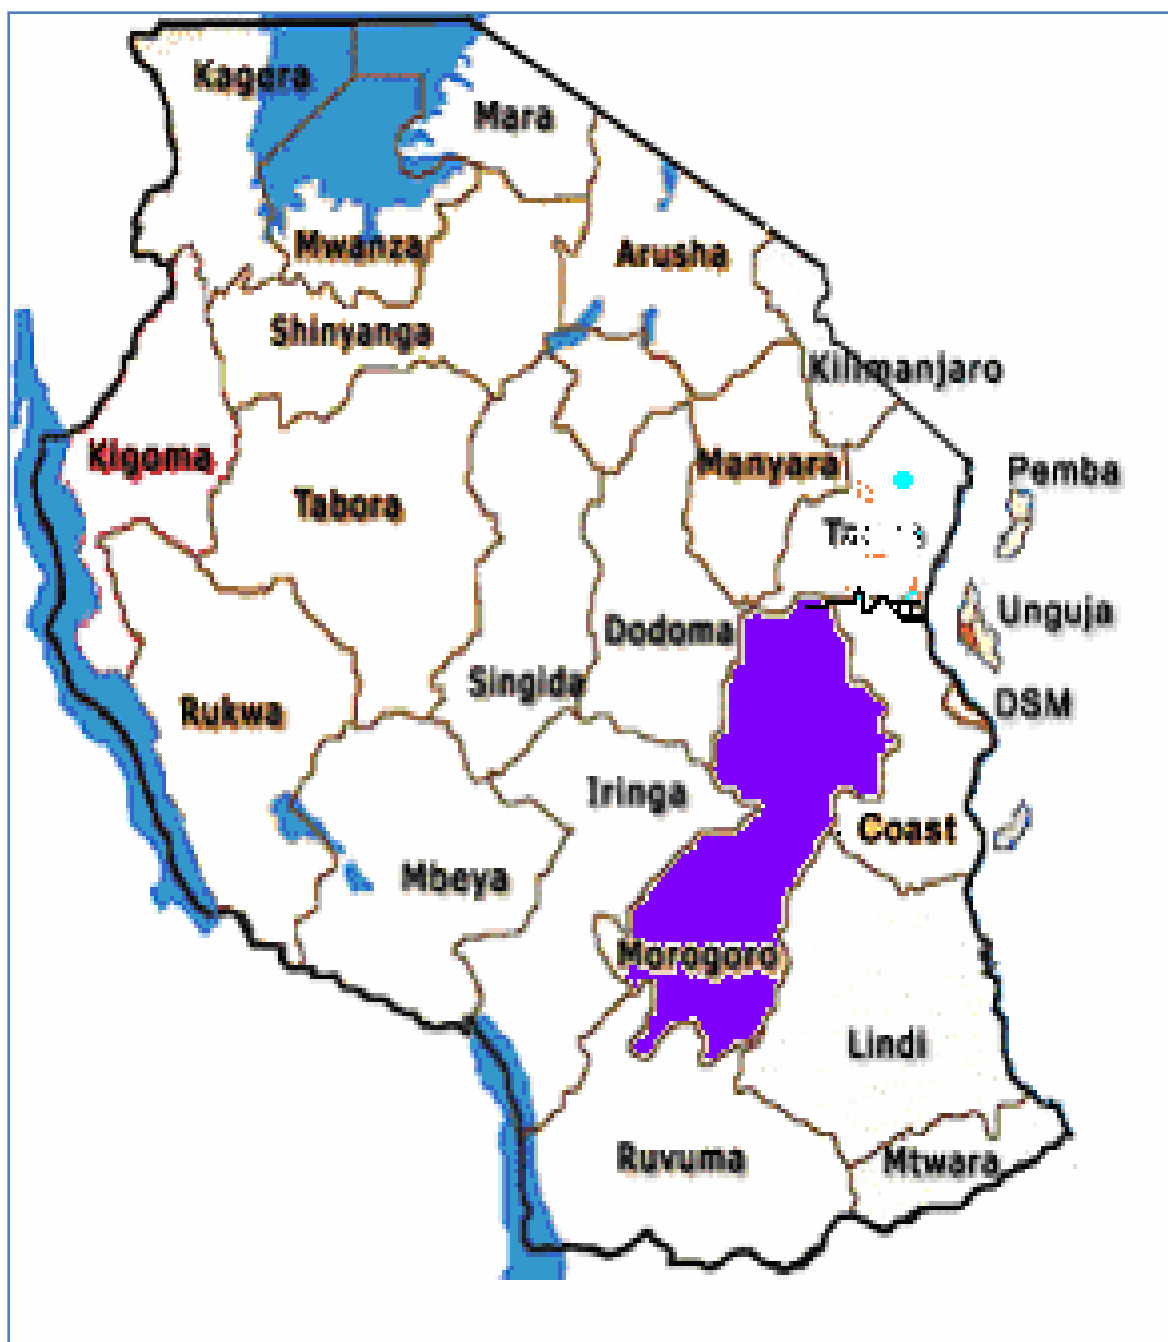 Kagera
Mara
Mwanza
Arusha
Shinyanga
Kilimanjaro
Kigoma
Manyara
Pemba
Tabora
Unguja
Dodoma
Singida
DSM
Rukwa
Iringa
Coast
Mbeya
Morogoro
Lindi
Ruvuma
Mtwara